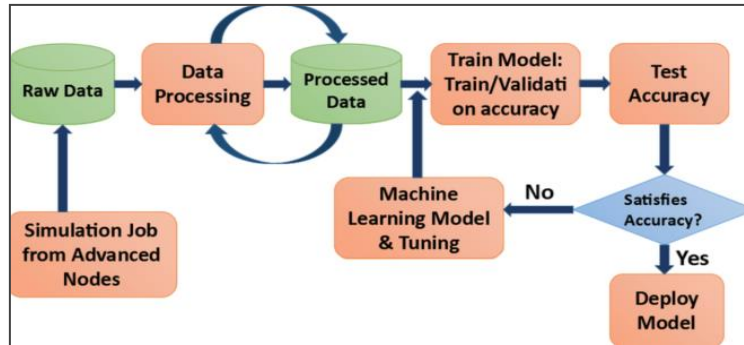 Raw Data
Data
Processing
Processed
Data
Train Model:
Train/Validati
on accuracy
Test
Accuracy
Simulation Job
from Advanced
Nodes
Machine
Learning Model
& Tuning
No
Satisfies
Accuracy?
Yes
Deploy
Model